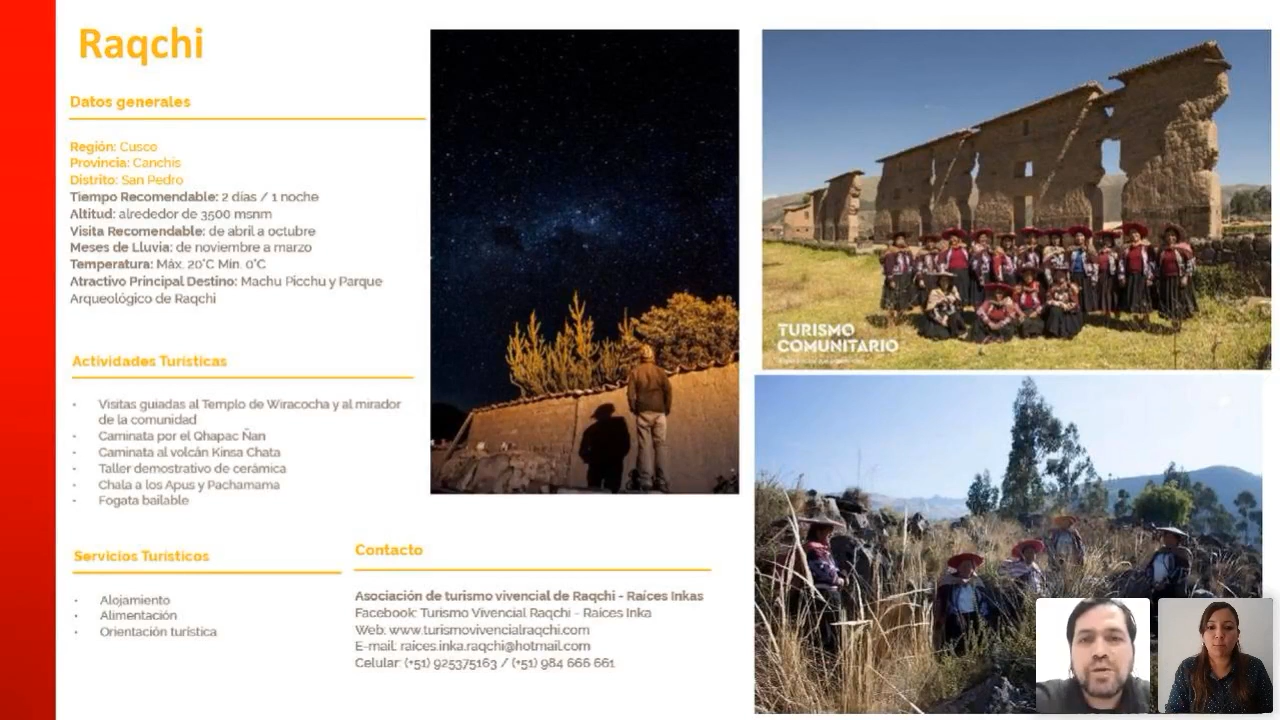 Raqchi
Datos generales
Región: Cusco
Provincia: Canchis
Distrito: San Pedro
Tiempo Recomendable: 2 días / 1 noche
Altitud: alrededor de 3500 msnm
Visita Recomendable: de abril a octubre
Meses de Lluvia: de noviembre a marzo
Temperatura: Máx. 20°C Min. 0°C
Atractivo Principal Destino: Machu Picchu y Parque
Arqueológico de Raqchi
Actividades Turísticas
• Visitas guiadas al Templo de Wiracocha y al mirador
de la comunidad
• Caminata por el Qhapac Ñan
• Caminata al volcán Kinsa Chata
• Taller demostrativo de cerámica
• Chala a los Apus y Pachamama
• Fogata bailable
Servicios Turísticos
• Alojamiento
• Alimentación
• Orientación turística
Contacto
Asociación de turismo vivencial de Raqchi - Raíces Inkas
Facebook: Turismo Vivencial Raqchi - Raíces Inka
Web: www.turismovivencialraqchi.com
E-mail: raices.inka.raqchi@hotmail.com
Celular: (+51) 925375163 / (+51) 984 666 661
TURISMO
COMUNITARIO